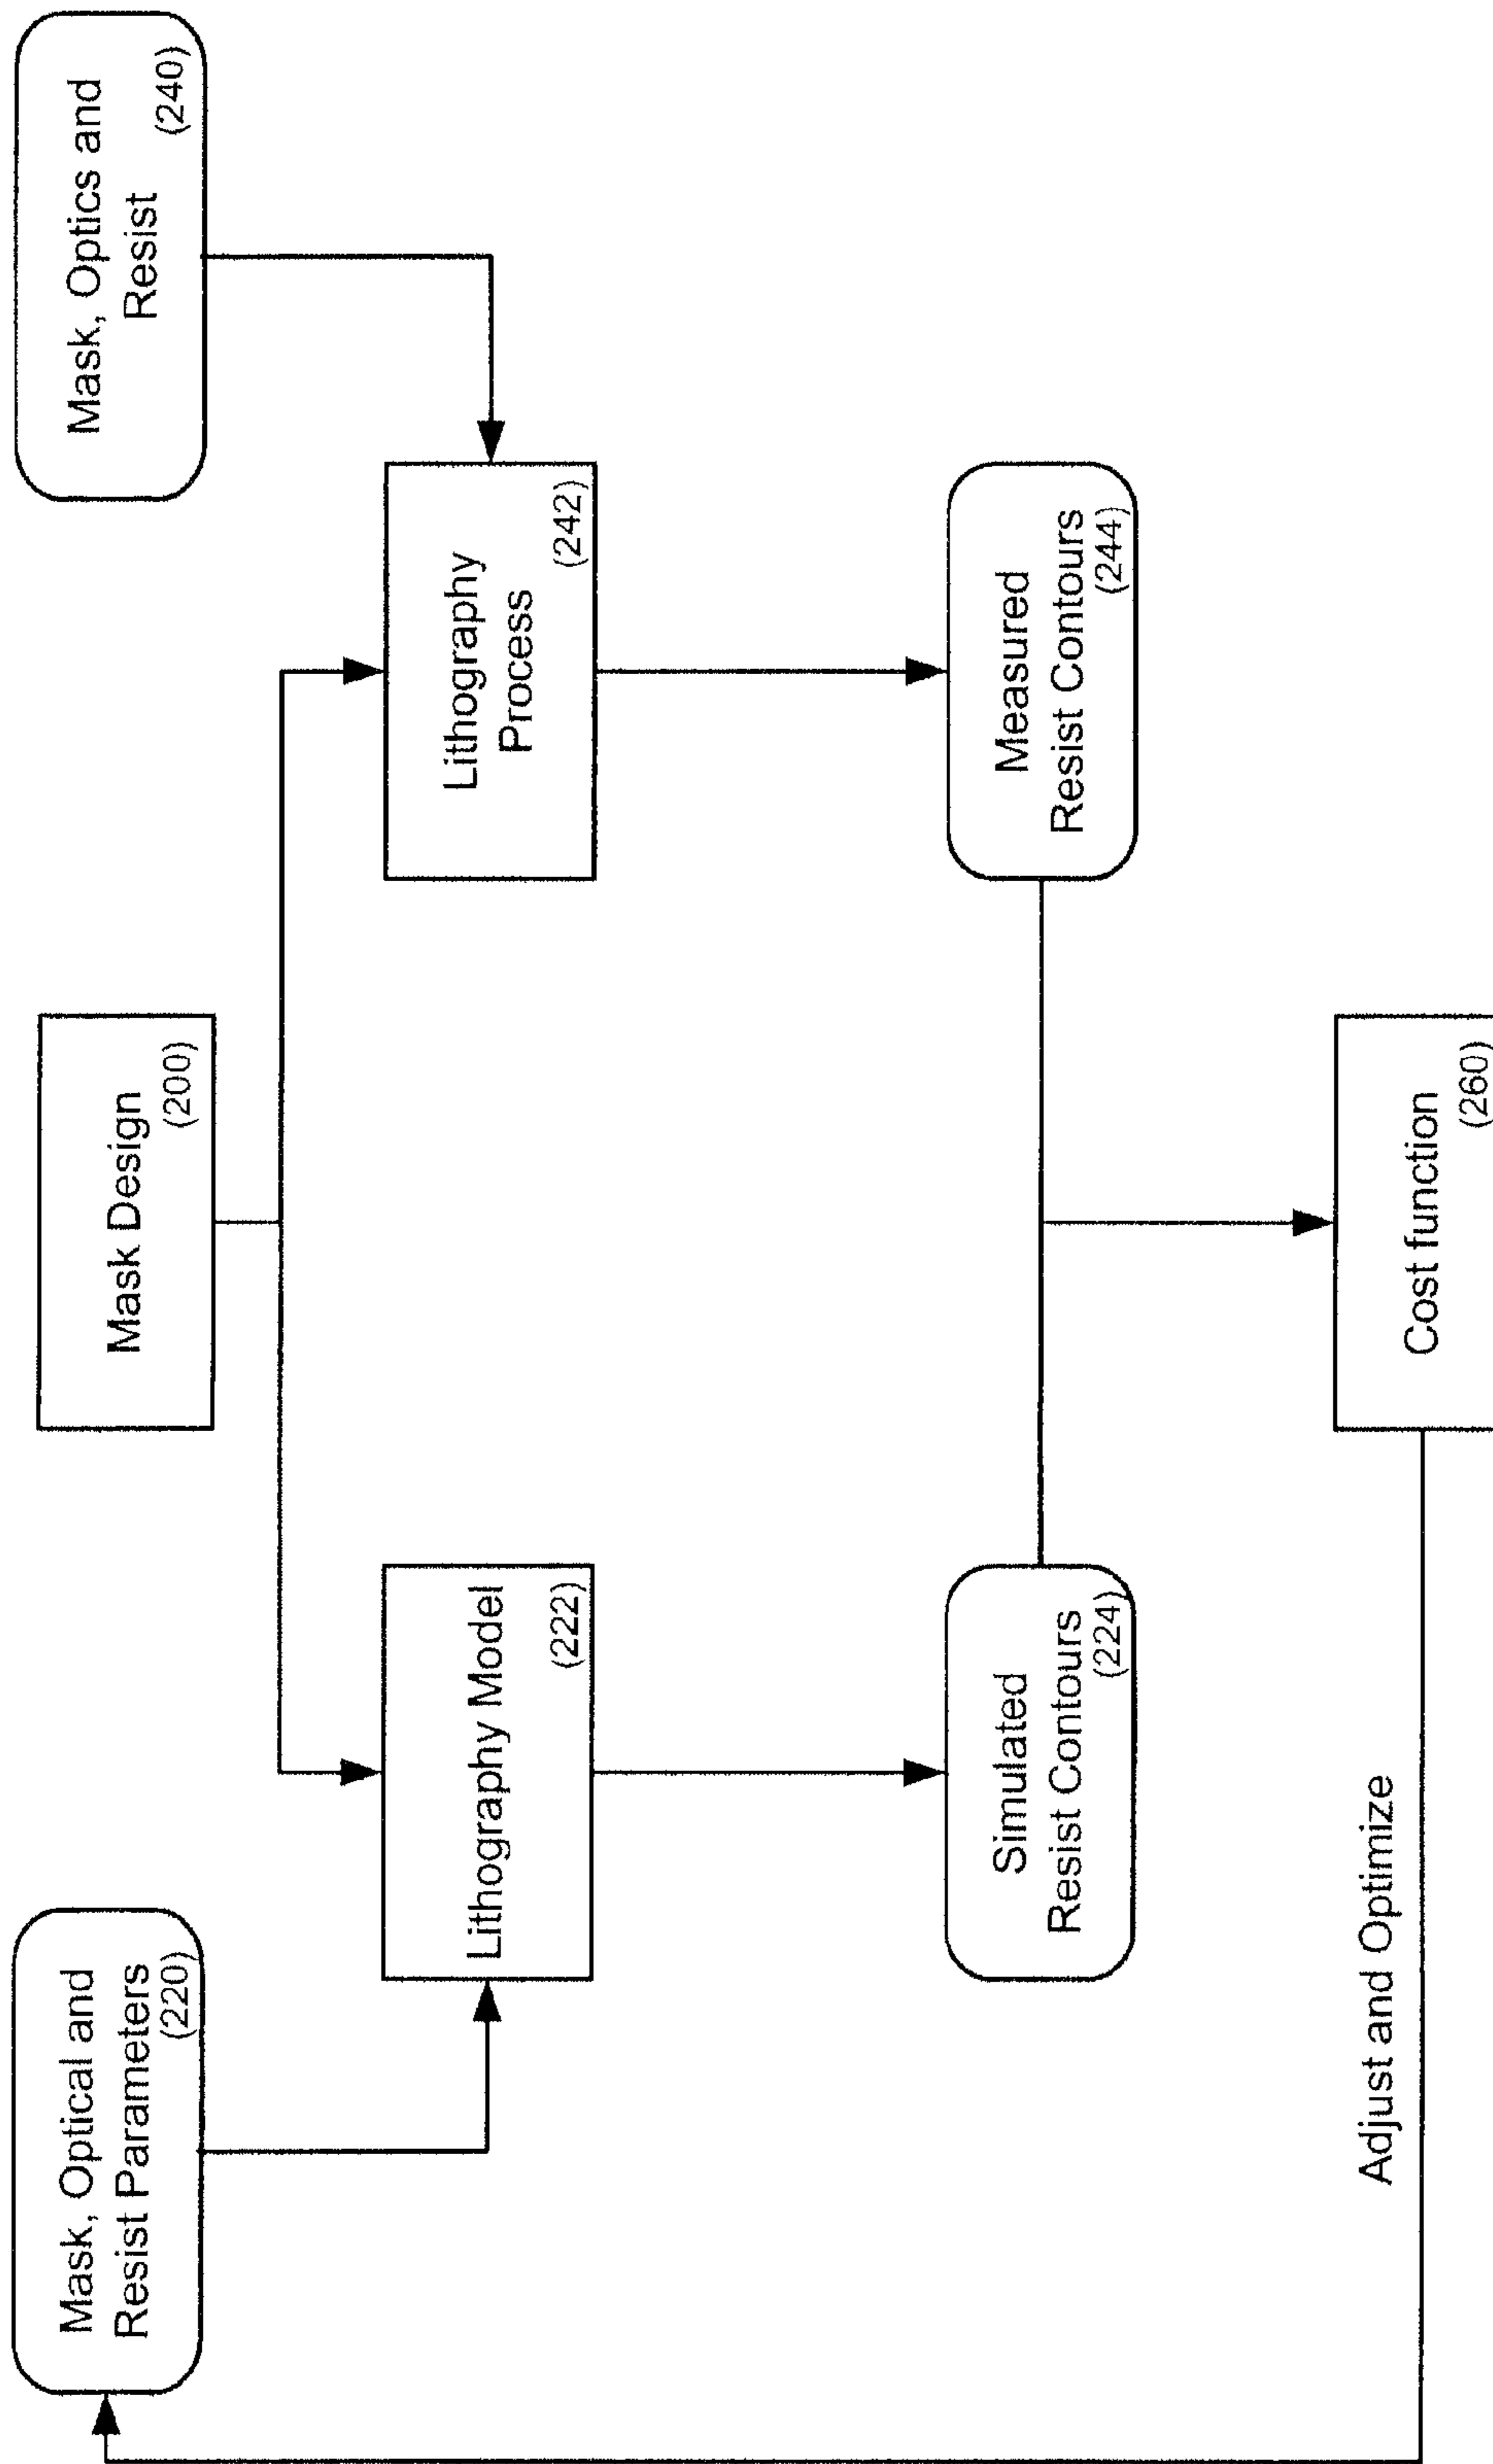 Mask, Optical and
Resist Parameters
(220)
Mask Design
(200)
Mask, Optics and
Resist
(240)
Lithography Model
(222)
Lithography
Process
(242)
Simulated
Resist Contours
(224)
Measured
Resist Contours
(244)
Adjust and Optimize
Cost function
(260)